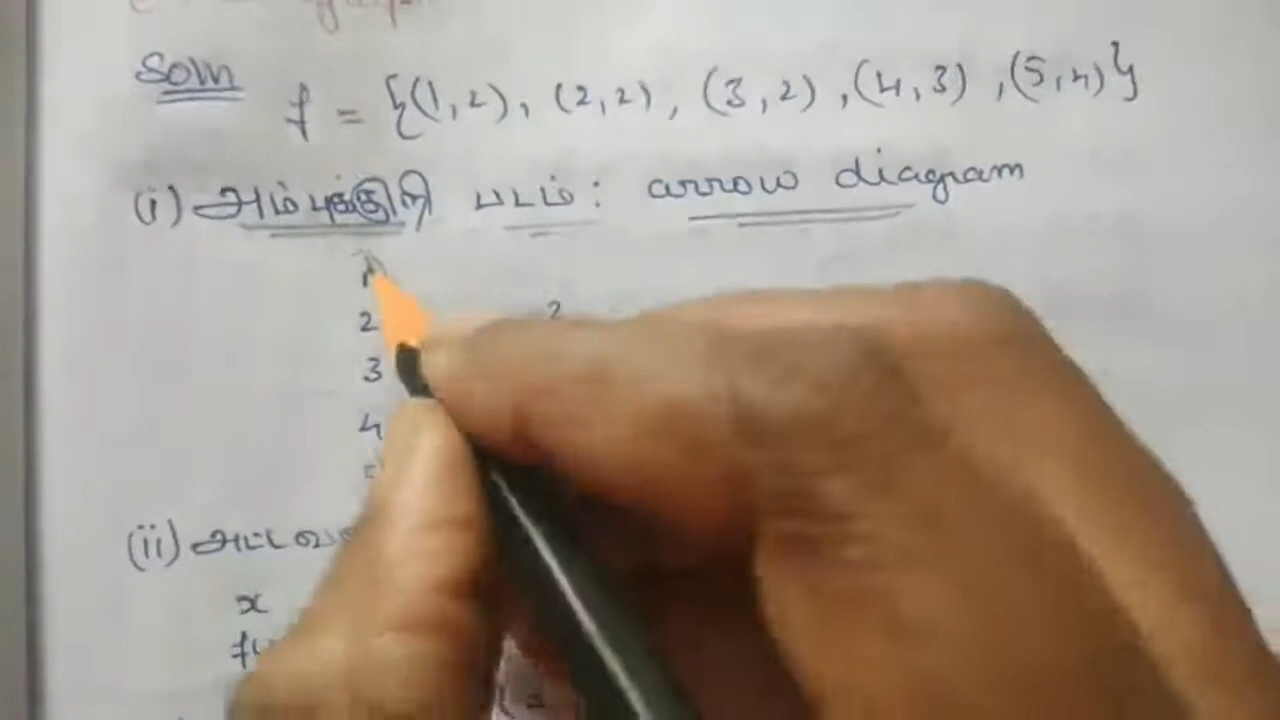 Soln
f = {(1,2), (2,2), (3,2), (4,3), (5,4)}
(i) அம்புக்குறி படம் : arrow diagram
1
2 2
3
4
(ii)
x